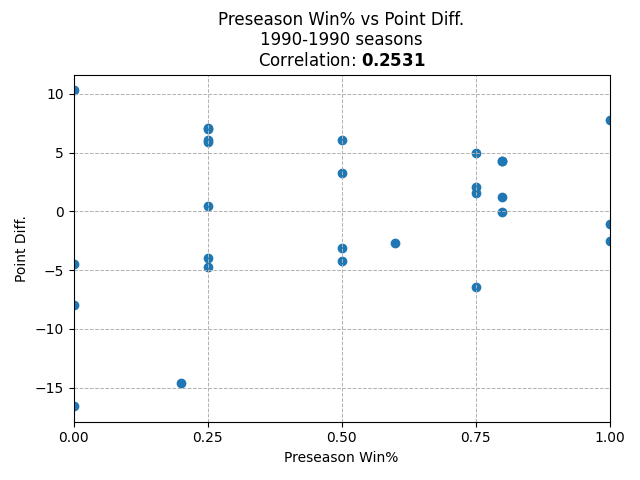 Preseason Win% vs Point Diff.
1990-1990 seasons
Correlation: 0.2531
10
5
0
−5
−10
−15
Point Diff.
0.00 0.25 0.50 0.75 1.00
Preseason Win%